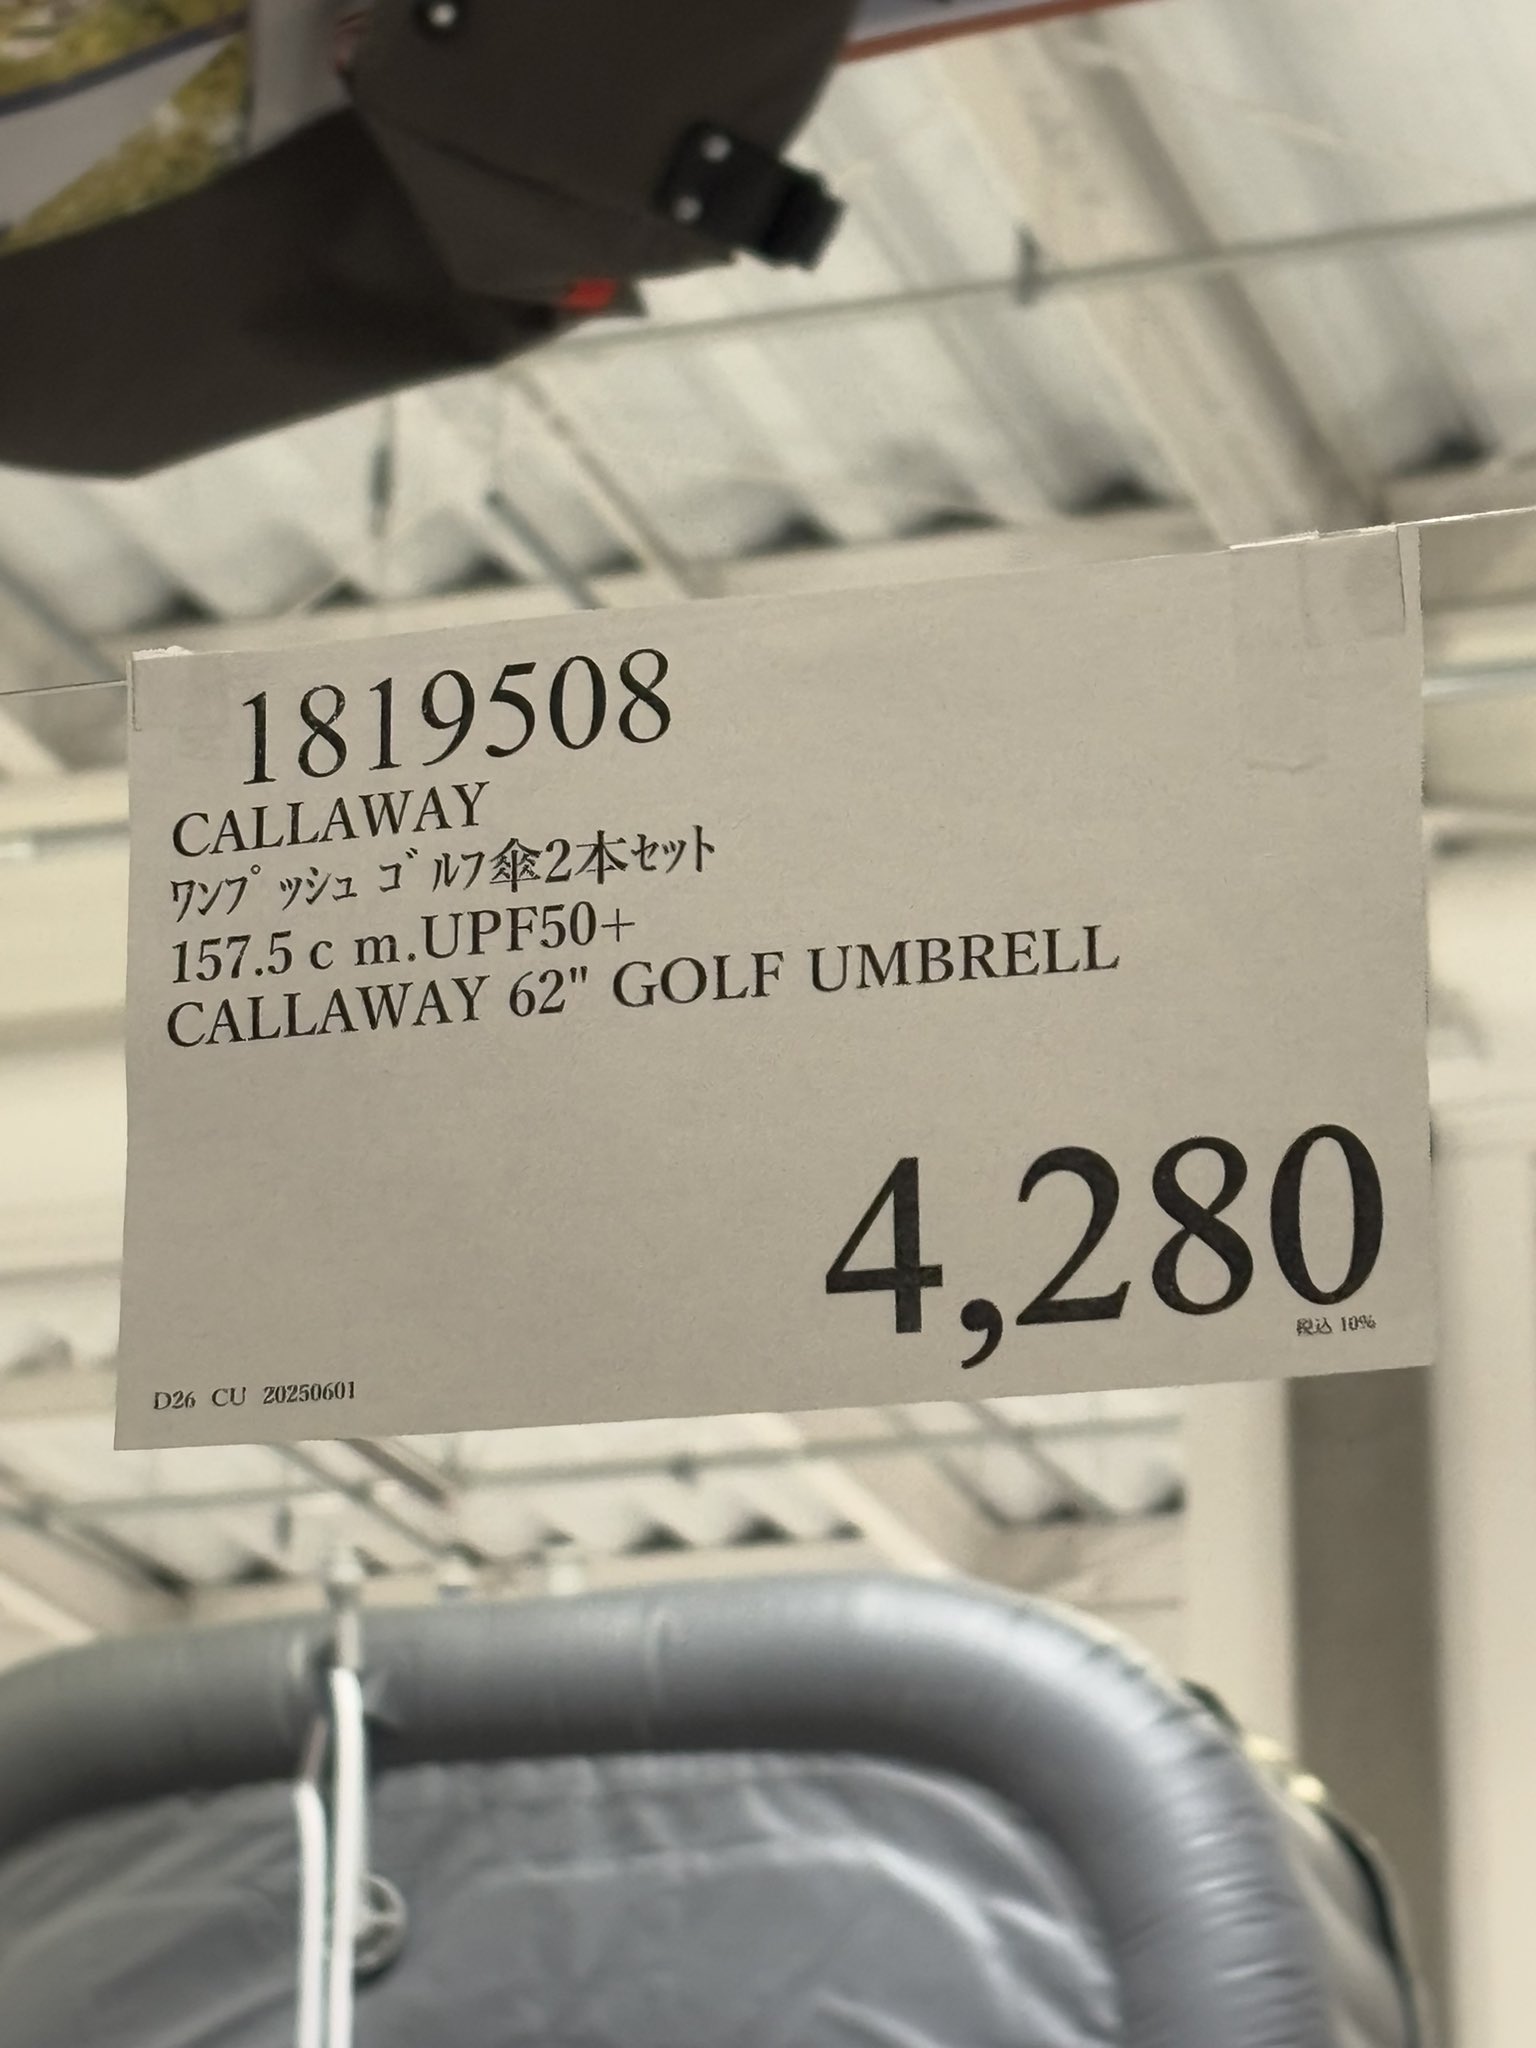 1819508
CALLAWAY
ﾜﾝﾌﾟｯｼｭ ｺﾞﾙﾌ傘2本ｾｯﾄ
157.5ｃｍ.UPF50+
CALLAWAY 62" GOLF UMBRELL
4,280
税込 10%
D26 CU 20250601